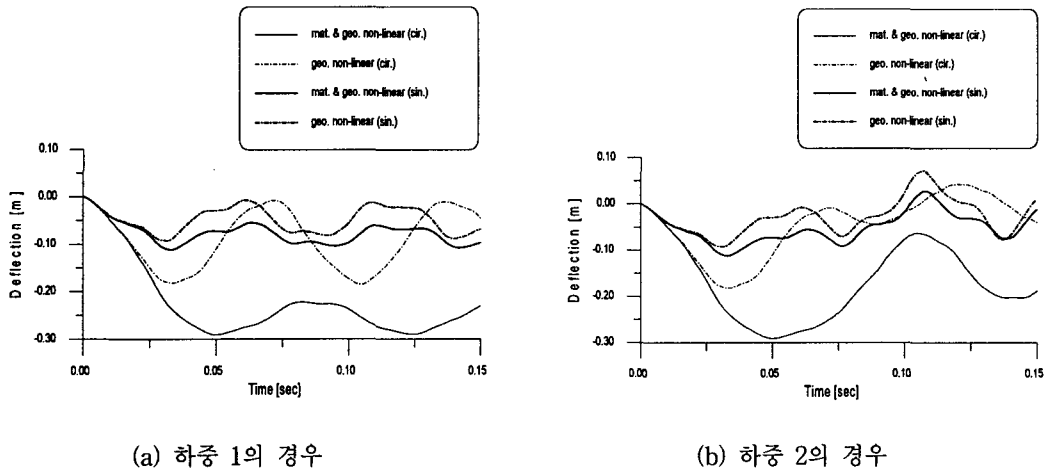 mat. & geo. non-linear (cir.)
geo. non-linear (cir.)
mat. & geo. non-linear (sin.)
geo. non-linear (sin.)
0.10
0.00
-0.10
-0.20
-0.30
Deflection [m]
0.00
0.05
0.10
0.15
Time [sec]
(a) 하중 1의 경우
mat. & geo. non-linear (cir.)
geo. non-linear (cir.)
mat. & geo. non-linear (sin.)
geo. non-linear (sin.)
0.10
0.00
-0.10
-0.20
-0.30
Deflection [m]
0.00
0.05
0.10
0.15
Time [sec]
(b) 하중 2의 경우